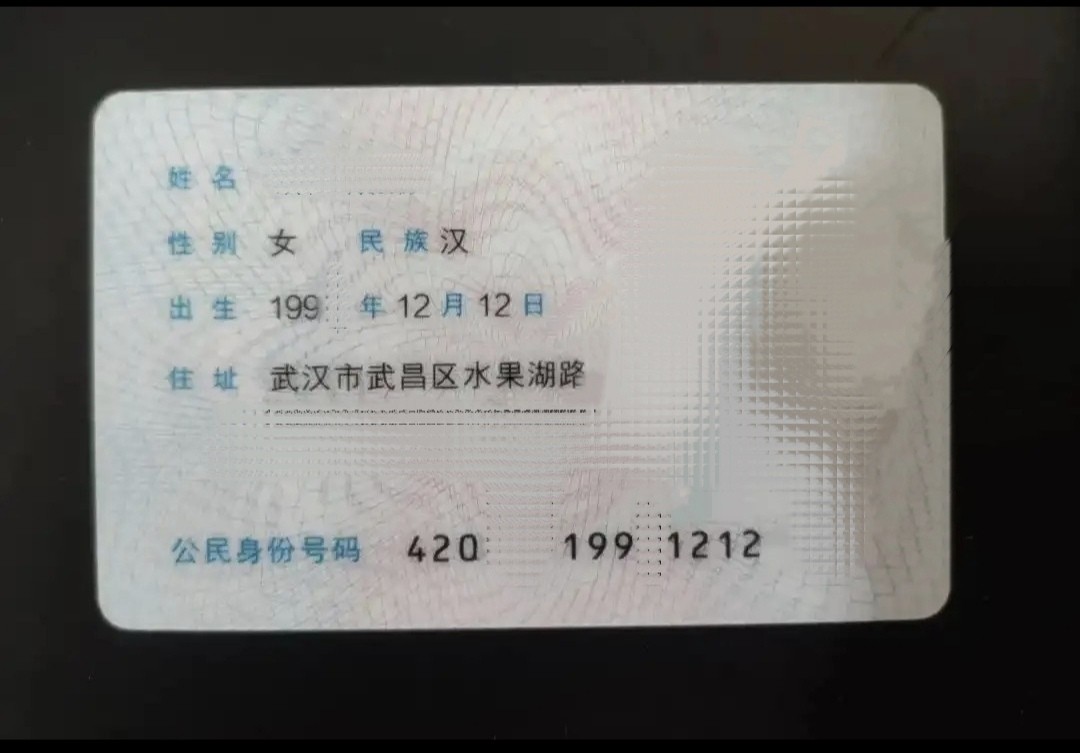 姓名
性别 女 民族 汉
出生 199 年 12 月 12 日
住址 武汉市武昌区水果湖路
公民身份号码 420 199 1212